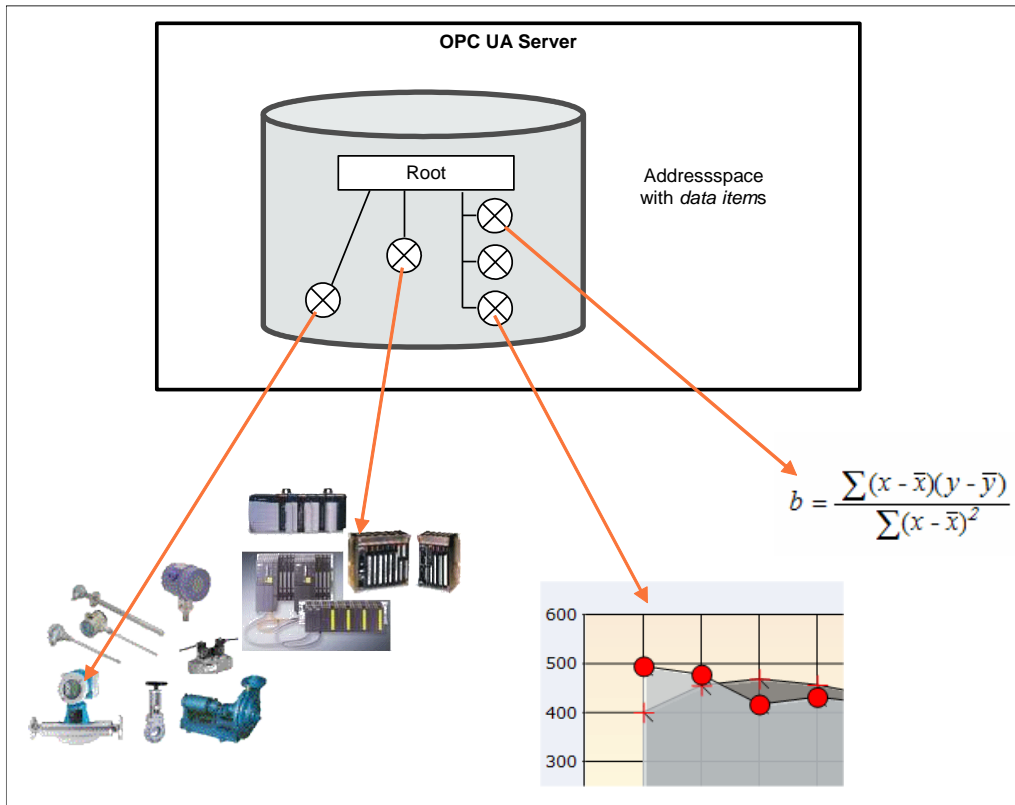 OPC UA Server
Root
Addressspace
with data items
b = ∑(x - x̅)(y - y̅) / ∑(x - x̅)²
600
500
400
300